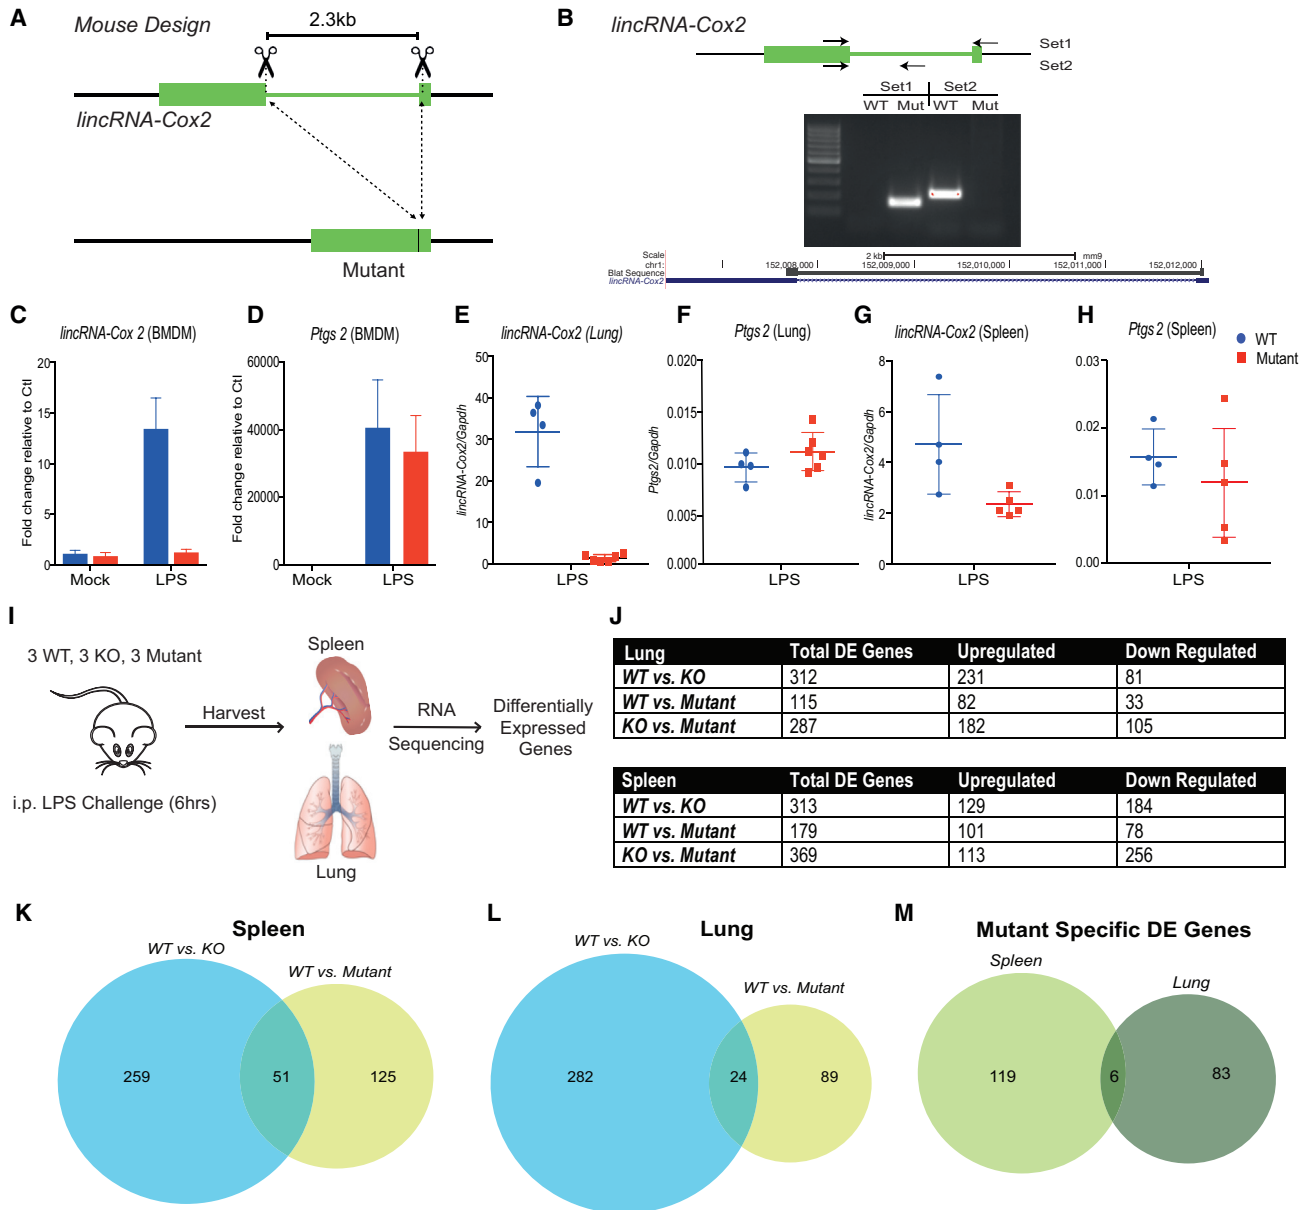 A
Mouse Design
2.3kb
lincRNA-Cox2
Mutant
B
lincRNA-Cox2
Set1
Set2
Set1 Set2
WT Mut WT Mut
Scale
2 kb
mm9
chr1:
152,008,000
152,009,000
152,010,000
152,011,000
152,012,000
Blat Sequence
lincRNA-Cox2
C
lincRNA-Cox 2 (BMDM)
Fold change relative to Ctl
20
15
10
5
0
Mock
LPS
D
Ptgs 2 (BMDM)
Fold change relative to Ctl
60000
40000
20000
0
Mock
LPS
E
lincRNA-Cox2 (Lung)
lincRNA-Cox2/Gapdh
50
40
30
20
10
0
LPS
F
Ptgs 2 (Lung)
Ptgs2/Gapdh
0.020
0.015
0.010
0.005
0.000
LPS
G
lincRNA-Cox2 (Spleen)
lincRNA-Cox2/Gapdh
8
6
4
2
0
LPS
H
Ptgs 2 (Spleen)
0.03
0.02
0.01
0.00
LPS
WT
Mutant
I
3 WT, 3 KO, 3 Mutant
i.p. LPS Challenge (6hrs)
Harvest
Spleen
Lung
RNA
Sequencing
Differentially
Expressed
Genes
J
Lung Total DE Genes Upregulated Down Regulated
WT vs. KO 312 231 81
WT vs. Mutant 115 82 33
KO vs. Mutant 287 182 105
Spleen Total DE Genes Upregulated Down Regulated
WT vs. KO 313 129 184
WT vs. Mutant 179 101 78
KO vs. Mutant 369 113 256
K
Spleen
WT vs. KO
WT vs. Mutant
259
51
125
L
Lung
WT vs. KO
WT vs. Mutant
282
24
89
M
Mutant Specific DE Genes
Spleen
Lung
119
6
83